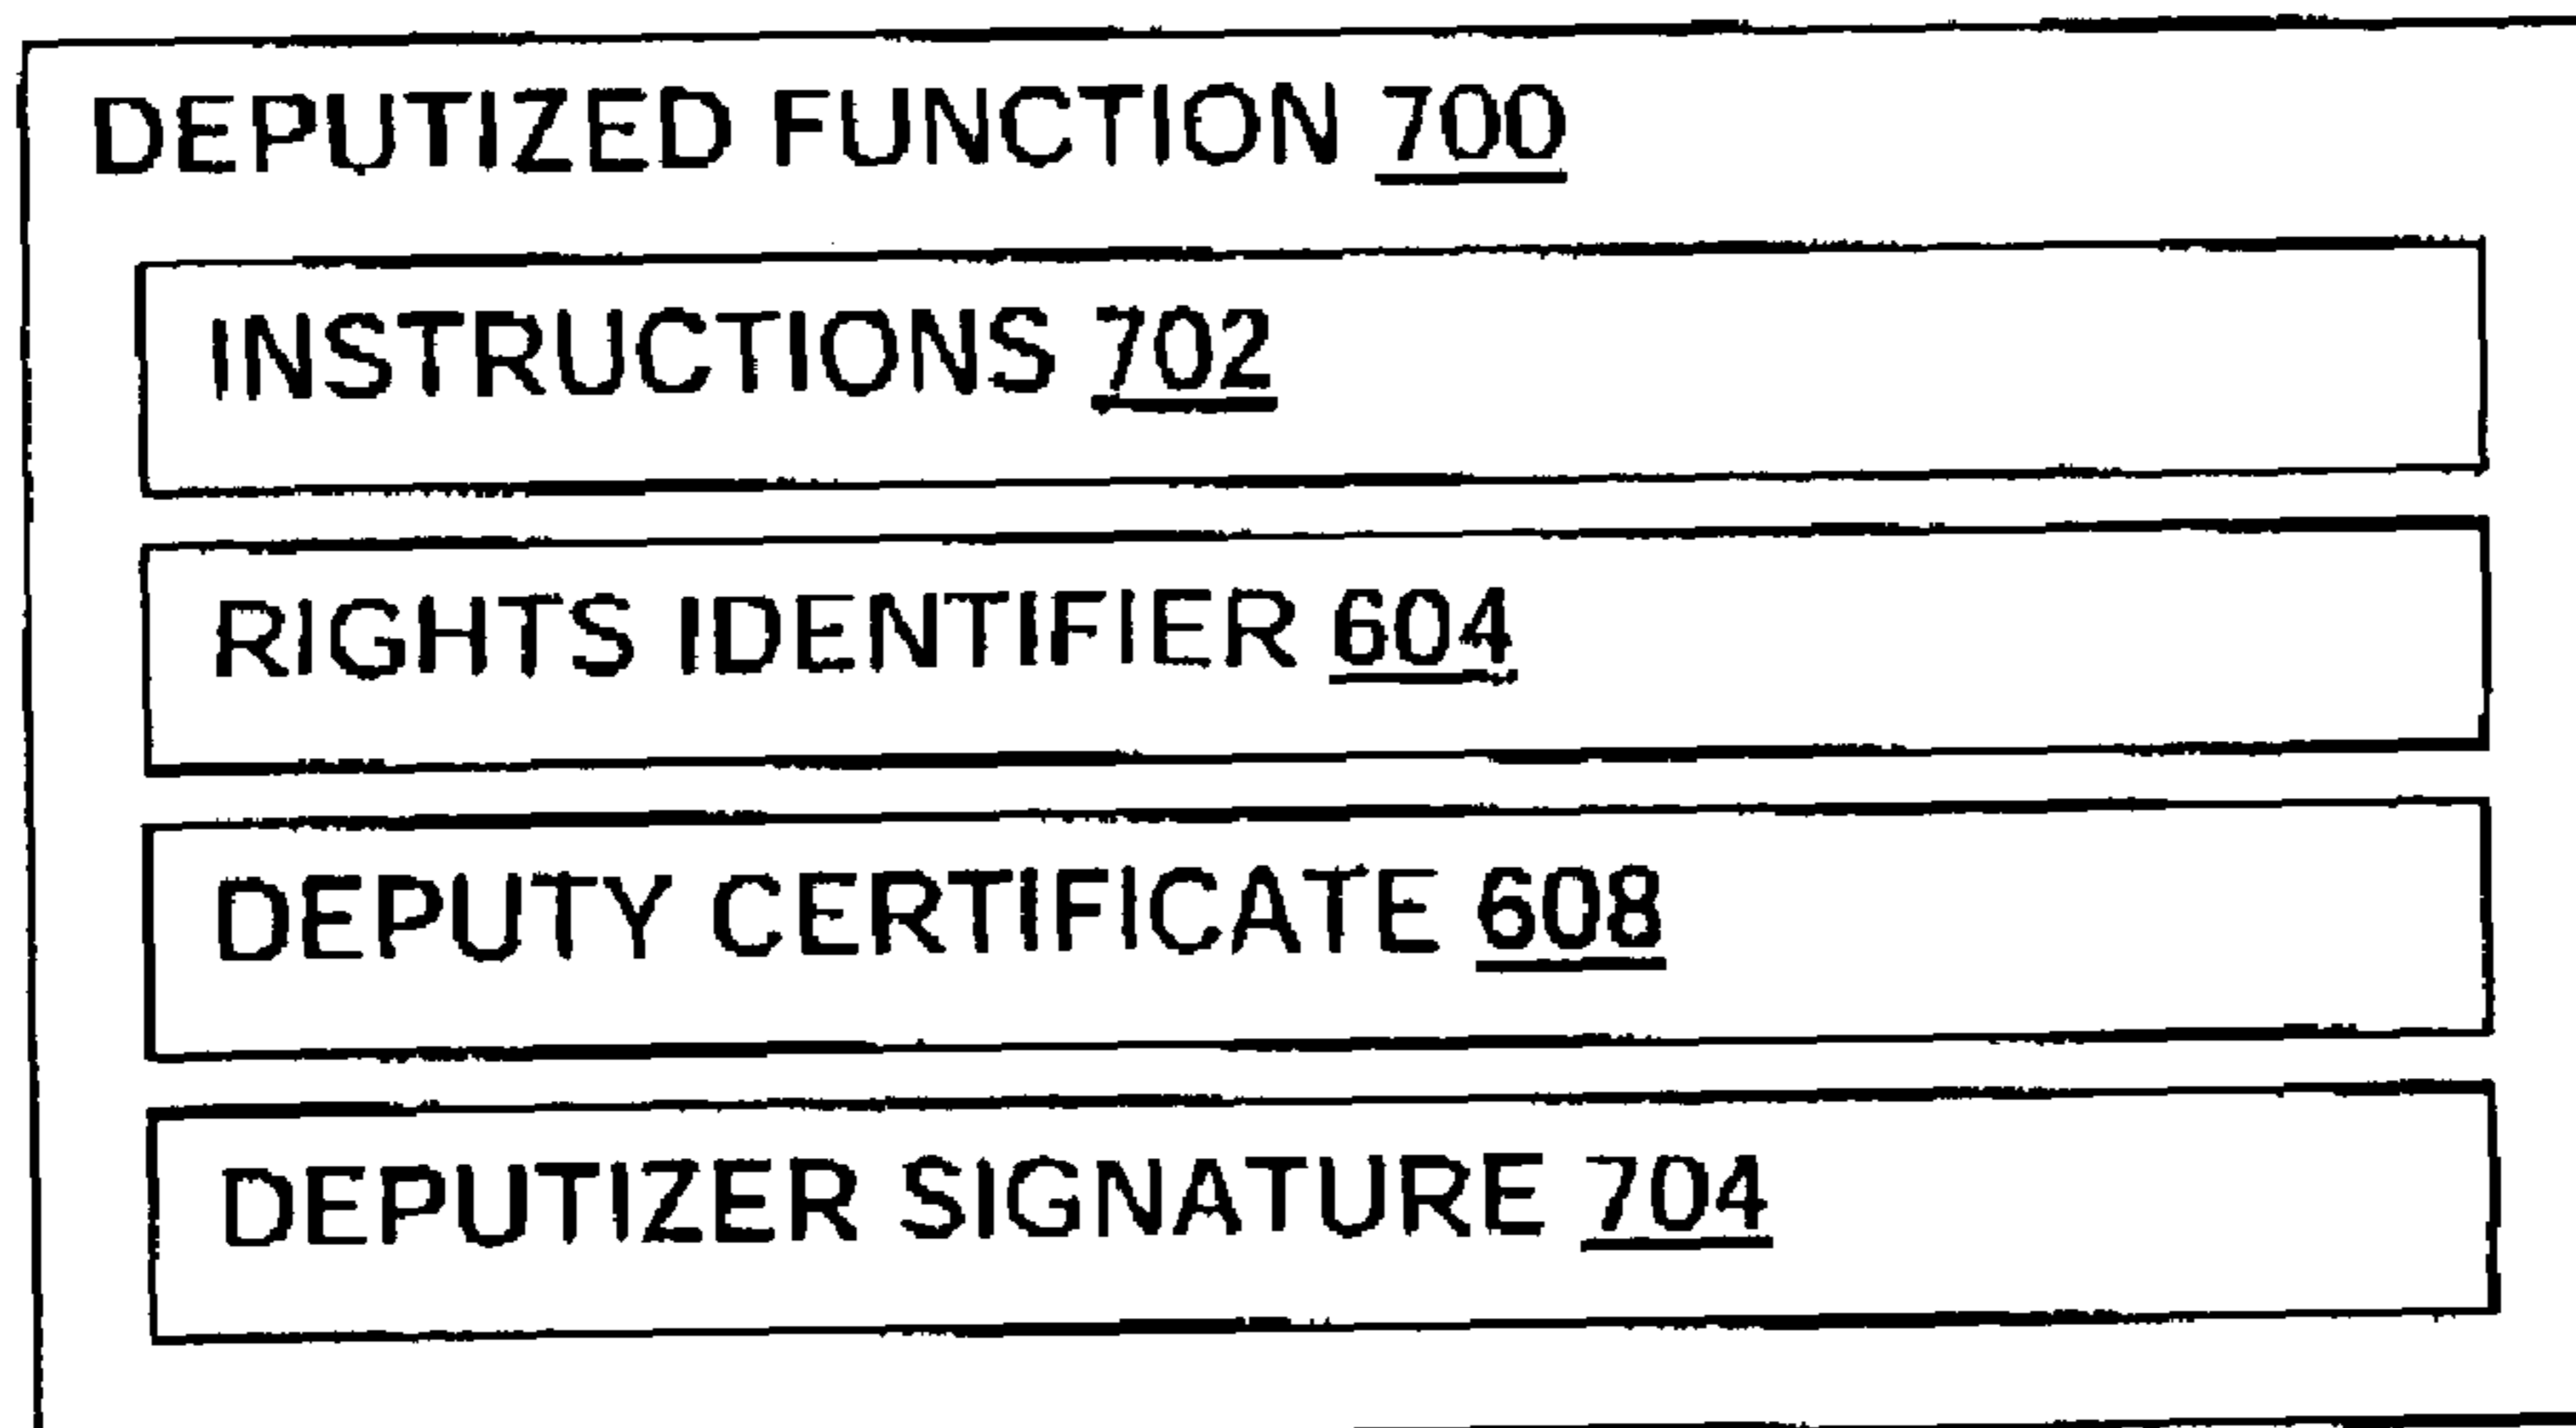 DEPUTIZED FUNCTION 700
INSTRUCTIONS 702
RIGHTS IDENTIFIER 604
DEPUTY CERTIFICATE 608
DEPUTIZER SIGNATURE 704